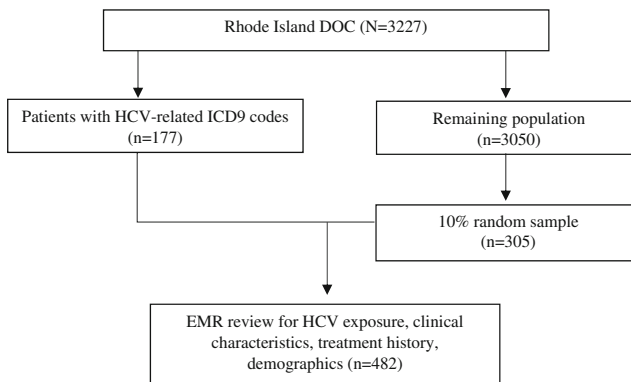 Rhode Island DOC (N=3227)
Patients with HCV-related ICD9 codes
(n=177)
Remaining population
(n=3050)
10% random sample
(n=305)
EMR review for HCV exposure, clinical
characteristics, treatment history,
demographics (n=482)